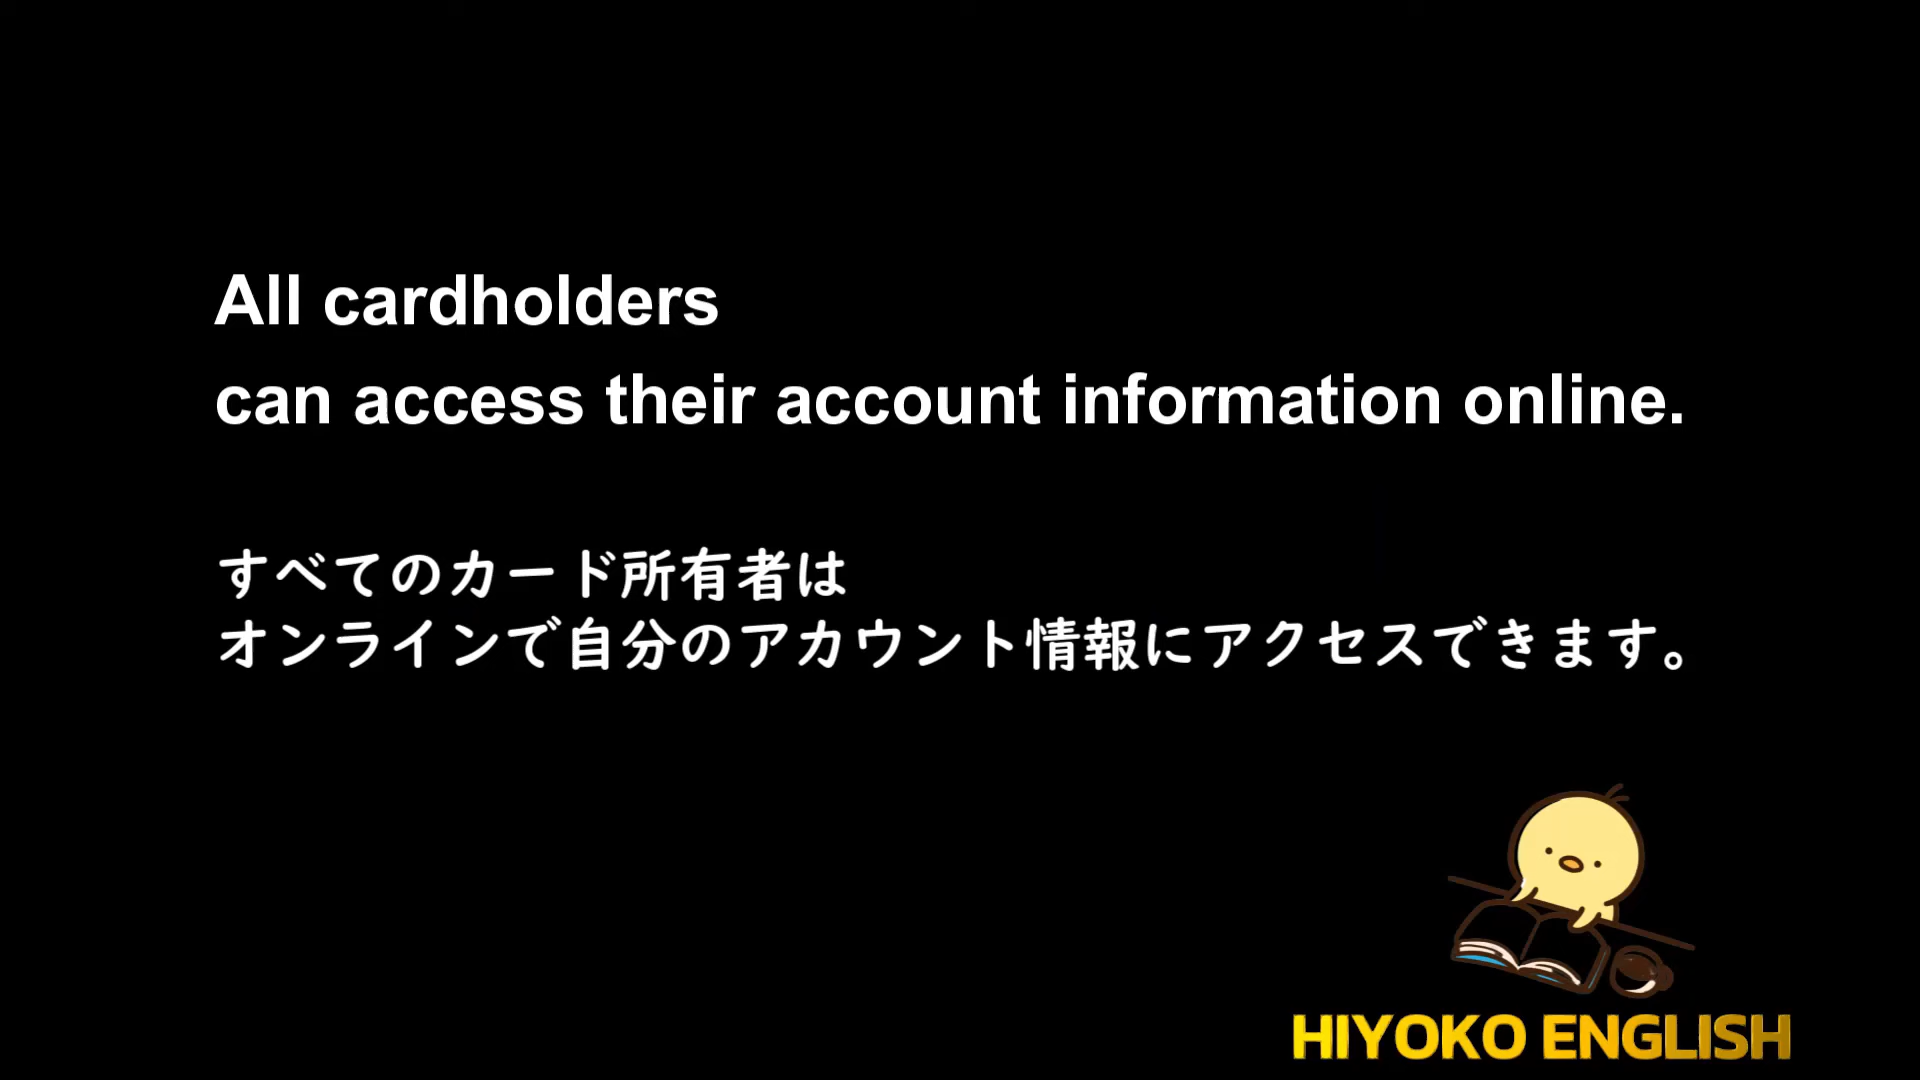 All cardholders
can access their account information online.
すべてのカード所有者は
オンラインで自分のアカウント情報にアクセスできます。
HIYOKO ENGLISH